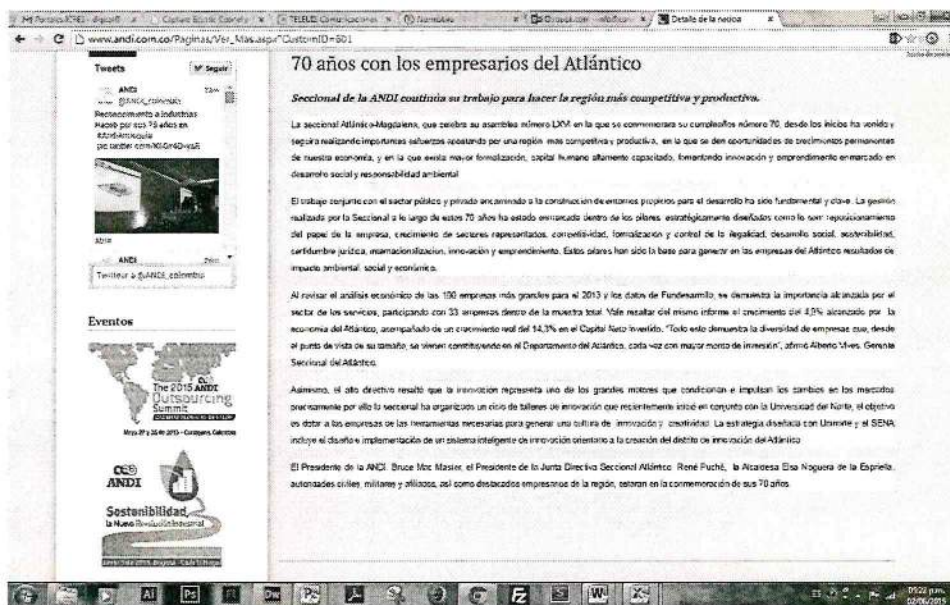 www.andi.com.co/Paginas/Ver_Mas.aspx?CustomID=601
Detalle de la noticia
Tweets
Seguir
ANDI
@ANDI_colombia
Reconocimiento a industrias
Haceb por sus 75 años en
Abrir
ANDI
Twittear a @ANDI_colombia
Eventos
The 2015 ANDI
Outsourcing
Summit
ANDI
Sostenibilidad,
la Nueva Revolución Industrial
70 años con los empresarios del Atlántico
Seccional de la ANDI continúa su trabajo para hacer la región más competitiva y productiva.
La seccional Atlántico-Magdalena, que celebra su asamblea número LXVI en la que se conmemorara su cumpleaños número 70, desde los inicios ha venido y
seguira realizando importantes esfuerzos apostando por una región más competitiva y productiva, en la que se den oportunidades de crecimientos permanentes
de nuestra economía, y en la que exista mayor formalización, capital humano altamente capacitado, fomentando innovación y emprendimiento enmarcado en
desarrollo social y responsabilidad ambiental
El trabajo conjunto con el sector público y privado encaminado a la construcción de entornos propicios para el desarrollo ha sido fundamental y clave. La gestión
realizada por la Seccional a lo largo de estos 70 años ha estado enmarcada dentro de los pilares estratégicamente diseñados como lo son: reposicionamiento
del papel de la empresa, crecimiento de sectores representados, competitividad, formalización y control de la ilegalidad, desarrollo social, sostenibilidad,
certidumbre jurídica, internacionalizacion, innovación y emprendimiento. Estos pilares han sido la base para generar en las empresas del Atlántico resultados de
impacto ambiental, social y económico.
Al revisar el análisis económico de las 100 empresas más grandes para el 2013 y los datos de Fundesarrollo, se demuestra la importancia alcanzada por el
sector de los servicios, participando con 33 empresas dentro de la muestra total. Vale resaltar del mismo informe el crecimiento del 4,9% alcanzado por la
economía del Atlántico, acompañado de un crecimiento real del 14,3% en el Capital Neto Invertido. "Todo esto demuestra la diversidad de empresas que, desde
el punto de vista de su tamaño, se vienen constituyendo en el Departamento del Atlántico, cada vez con mayor monto de inversión", afirmó Alberto Vives, Gerente
Seccional del Atlántico.
Asimismo, el alto directivo resaltó que la innovación representa uno de los grandes motores que condicionan e impulsan los cambios en los mercados
precisamente por ello la seccional ha organizado un ciclo de talleres de innovación que recientemente inició en conjunto con la Universidad del Norte, el objetivo
es dotar a las empresas de las herramientas necesarias para generar una cultura de innovación y creatividad. La estrategia diseñada con Uninorte y el SENA
incluye el diseño e implementación de un sistema inteligente de innovación orientado a la creación del distrito de innovación del Atlántico
El Presidente de la ANDI, Bruce Mac Master, el Presidente de la Junta Directiva Seccional Atlántico, René Puché, la Alcaldesa Elsa Noguera de la Espriella,
autoridades civiles, militares y afiliados, así como destacados empresarios de la región, estaran en la conmemoración de sus 70 años
Ai Ps Fl Dw Fz W X
ES
02/06/2015